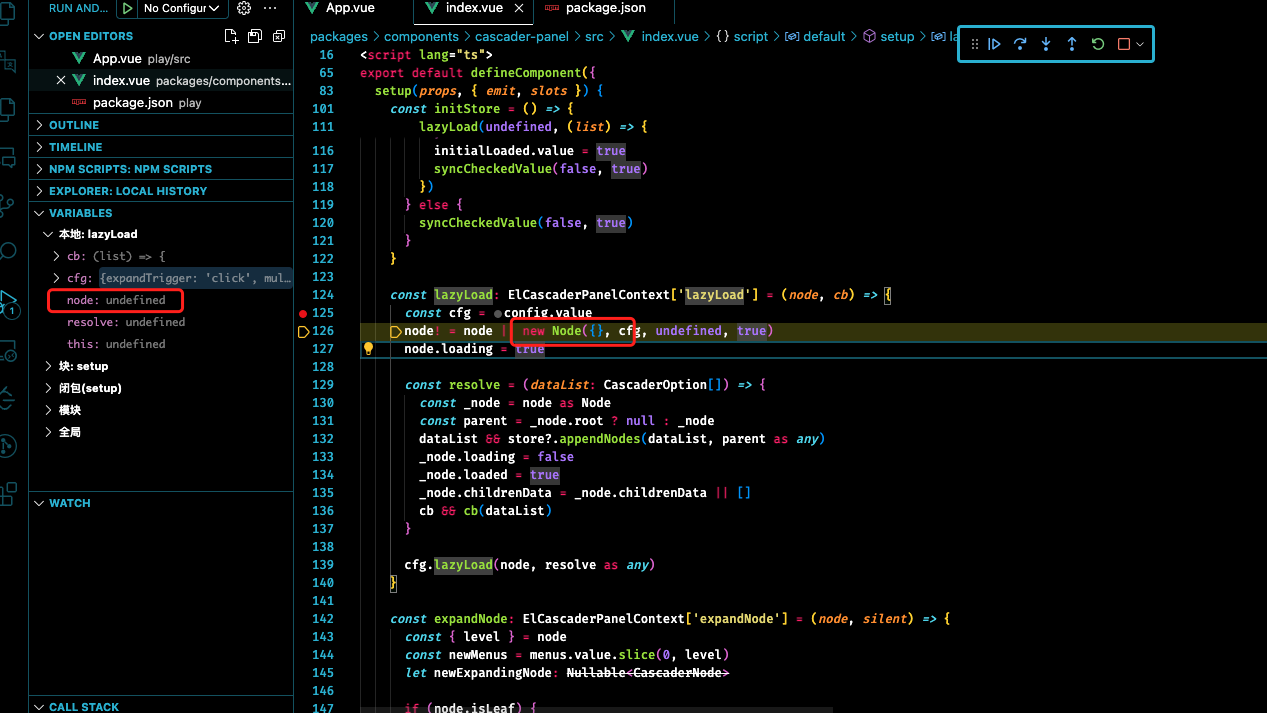 RUN AND... No Configur ...
OPEN EDITORS
App.vue play/src
index.vue packages/components...
package.json play
OUTLINE
TIMELINE
NPM SCRIPTS: NPM SCRIPTS
EXPLORER: LOCAL HISTORY
VARIABLES
本地: lazyLoad
cb: (list) => {
cfg: {expandTrigger: 'click', mul...
node: undefined
resolve: undefined
this: undefined
块: setup
闭包(setup)
模块
全局
WATCH
CALL STACK
1
App.vue index.vue package.json
packages > components > cascader-panel > src > index.vue > {} script > default > setup >
16 <script lang="ts">
65 export default defineComponent({
83 setup(props, { emit, slots }) {
101 const initStore = () => {
111 lazyLoad(undefined, (list) => {
116 initialLoaded.value = true
117 syncCheckedValue(false, true)
118 })
119 } else {
120 syncCheckedValue(false, true)
121 }
122 }
123
124 const lazyLoad: ElCascaderPanelContext['lazyLoad'] = (node, cb) => {
125 const cfg = config.value
126 node! = node | new Node({}, cfg, undefined, true)
127 node.loading = true
128
129 const resolve = (dataList: CascaderOption[]) => {
130 const _node = node as Node
131 const parent = _node.root ? null : _node
132 dataList && store?.appendNodes(dataList, parent as any)
133 _node.loading = false
134 _node.loaded = true
135 _node.childrenData = _node.childrenData || []
136 cb && cb(dataList)
137 }
138
139 cfg.lazyLoad(node, resolve as any)
140 }
141
142 const expandNode: ElCascaderPanelContext['expandNode'] = (node, silent) => {
143 const { level } = node
144 const newMenus = menus.value.slice(0, level)
145 let newExpandingNode: Nullable<CascaderNode>
146
147 if (node.isLeaf) {